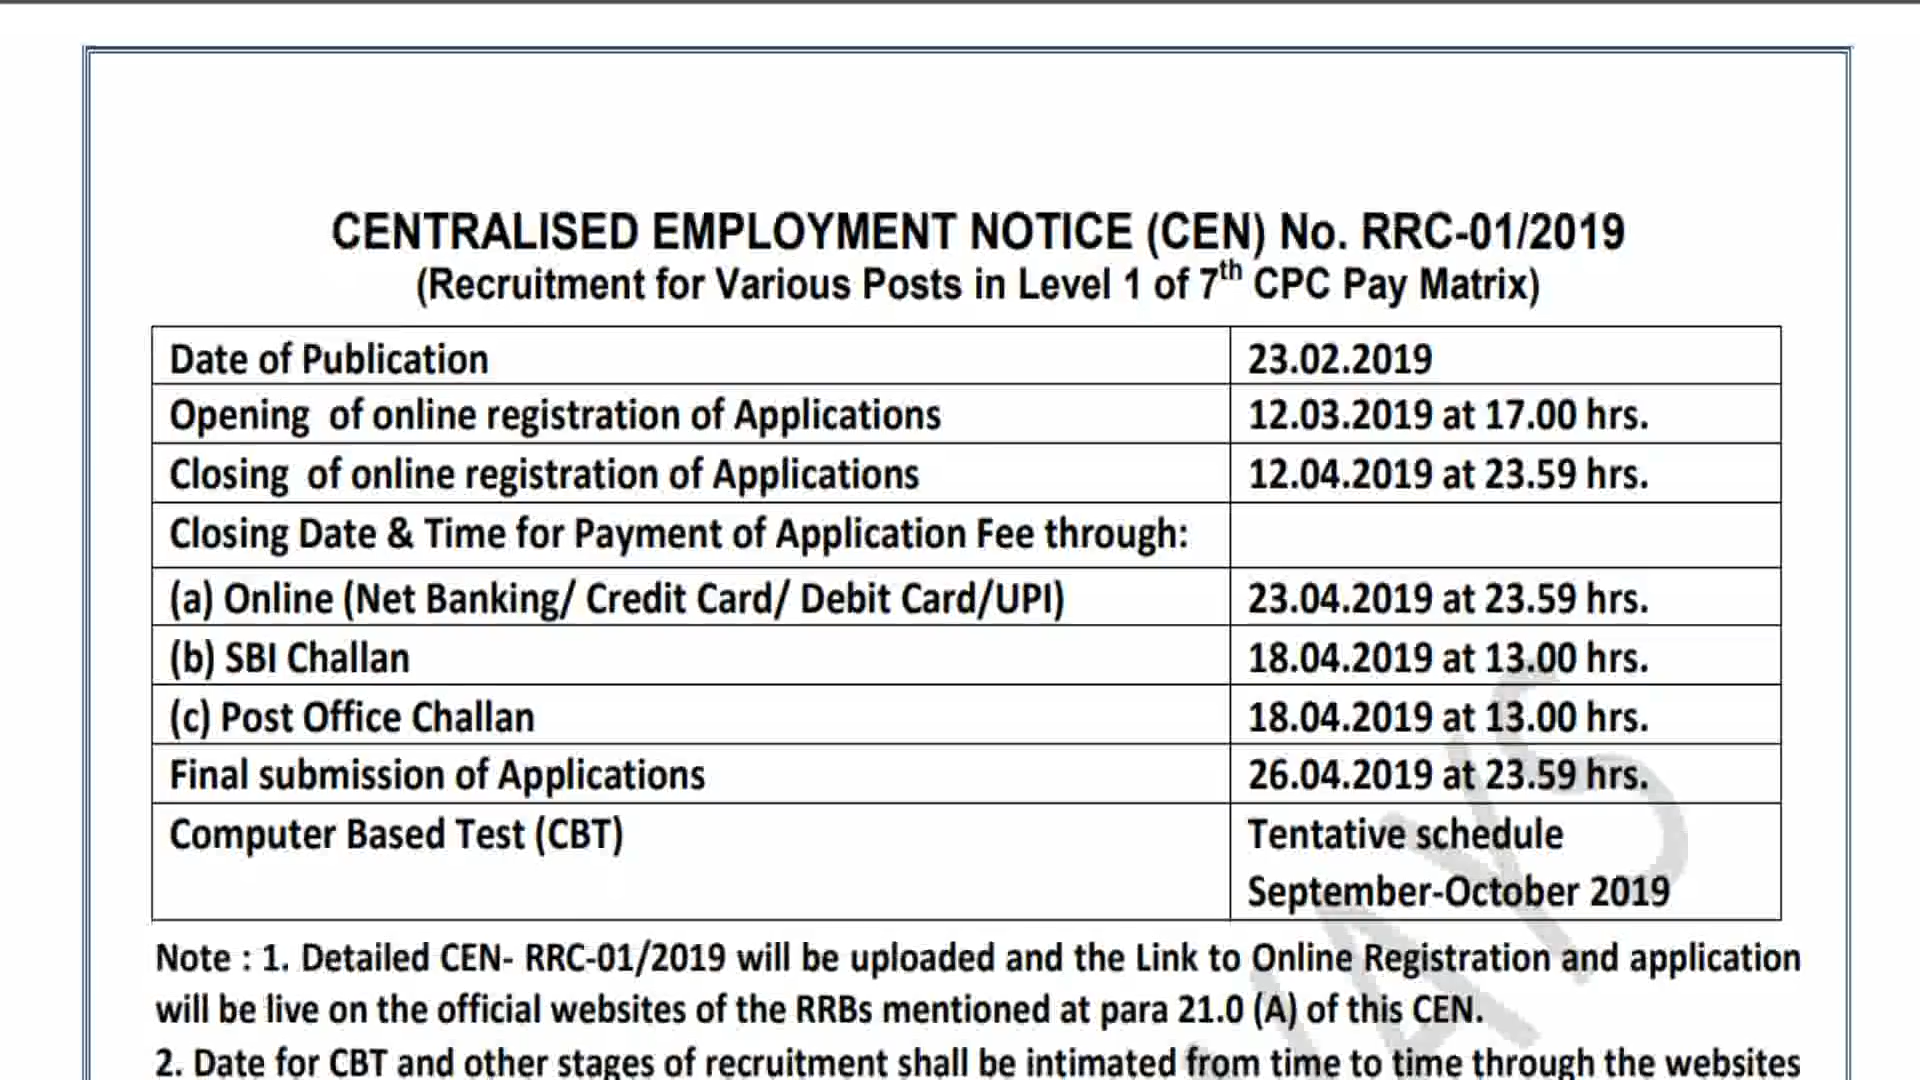 CENTRALISED EMPLOYMENT NOTICE (CEN) No. RRC-01/2019
(Recruitment for Various Posts in Level 1 of 7th CPC Pay Matrix)
Date of Publication 23.02.2019
Opening of online registration of Applications 12.03.2019 at 17.00 hrs.
Closing of online registration of Applications 12.04.2019 at 23.59 hrs.
Closing Date & Time for Payment of Application Fee through:
(a) Online (Net Banking/ Credit Card/ Debit Card/UPI) 23.04.2019 at 23.59 hrs.
(b) SBI Challan 18.04.2019 at 13.00 hrs.
(c) Post Office Challan 18.04.2019 at 13.00 hrs.
Final submission of Applications 26.04.2019 at 23.59 hrs.
Computer Based Test (CBT) Tentative schedule
September-October 2019
Note : 1. Detailed CEN- RRC-01/2019 will be uploaded and the Link to Online Registration and application
will be live on the official websites of the RRBs mentioned at para 21.0 (A) of this CEN.
2. Date for CBT and other stages of recruitment shall be intimated from time to time through the websites